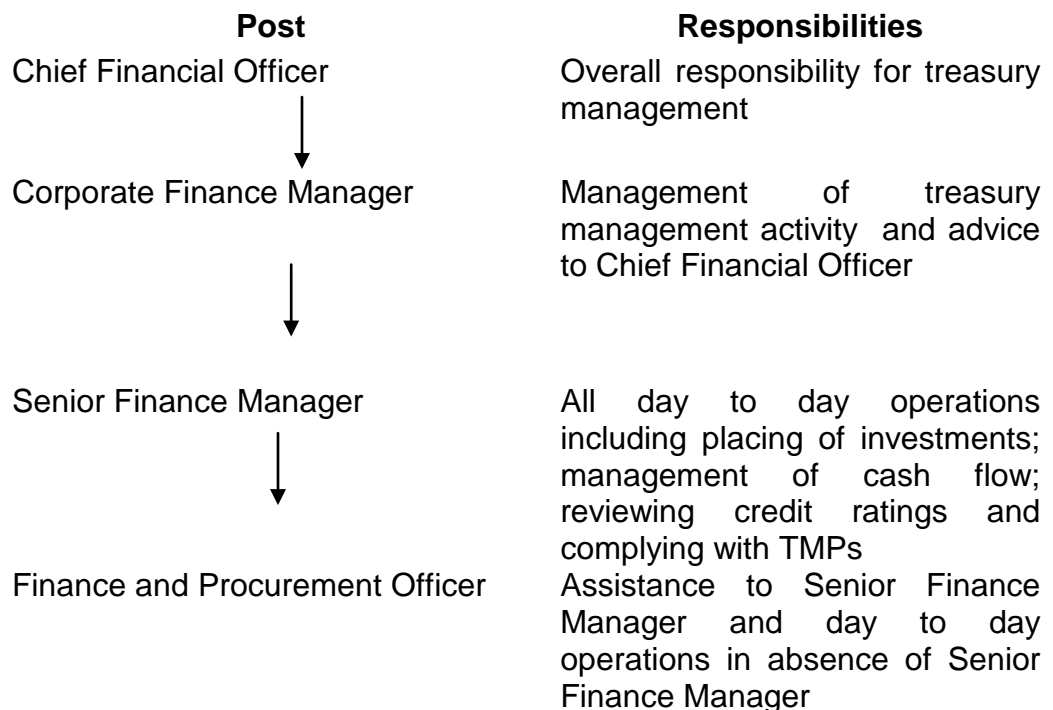 Post Responsibilities
Chief Financial Officer Overall responsibility for treasury
management
Corporate Finance Manager Management of treasury
management activity and advice
to Chief Financial Officer
Senior Finance Manager All day to day operations
including placing of investments;
management of cash flow;
reviewing credit ratings and
complying with TMPs
Finance and Procurement Officer Assistance to Senior Finance
Manager and day to day
operations in absence of Senior
Finance Manager